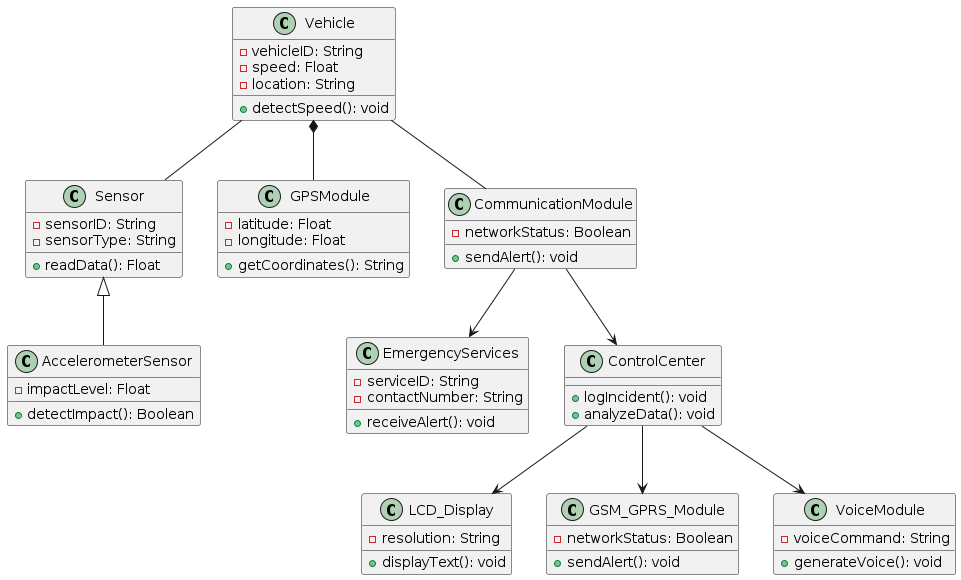 C Vehicle
vehicleID: String
speed: Float
location: String
detectSpeed(): void
C Sensor
sensorID: String
sensorType: String
readData(): Float
C GPSModule
latitude: Float
longitude: Float
getCoordinates(): String
C CommunicationModule
networkStatus: Boolean
sendAlert(): void
C AccelerometerSensor
impactLevel: Float
detectImpact(): Boolean
C EmergencyServices
serviceID: String
contactNumber: String
receiveAlert(): void
C ControlCenter
logIncident(): void
analyzeData(): void
C LCD_Display
resolution: String
displayText(): void
C GSM_GPRS_Module
networkStatus: Boolean
sendAlert(): void
C VoiceModule
voiceCommand: String
generateVoice(): void